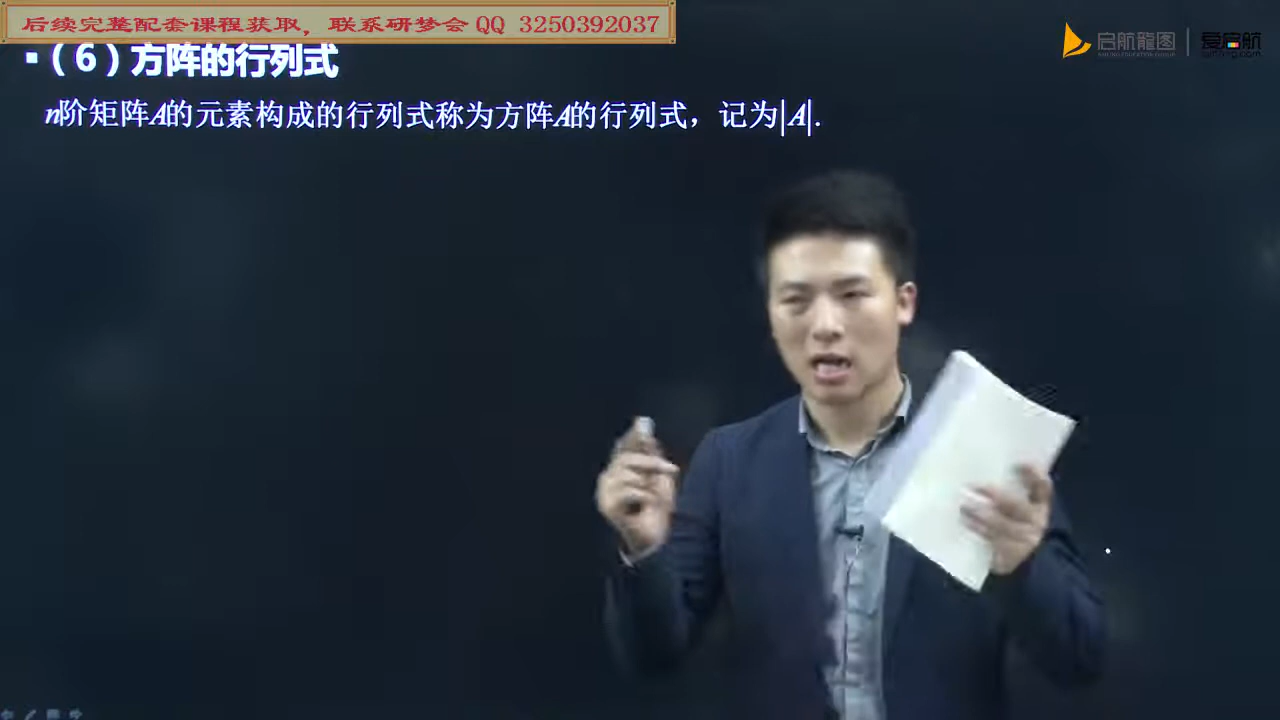 后续完整配套课程获取，联系研梦会QQ 3250392037
启航龍图 | 爱启航
▪（6）方阵的行列式
n阶矩阵A的元素构成的行列式称为方阵A的行列式，记为|A|.